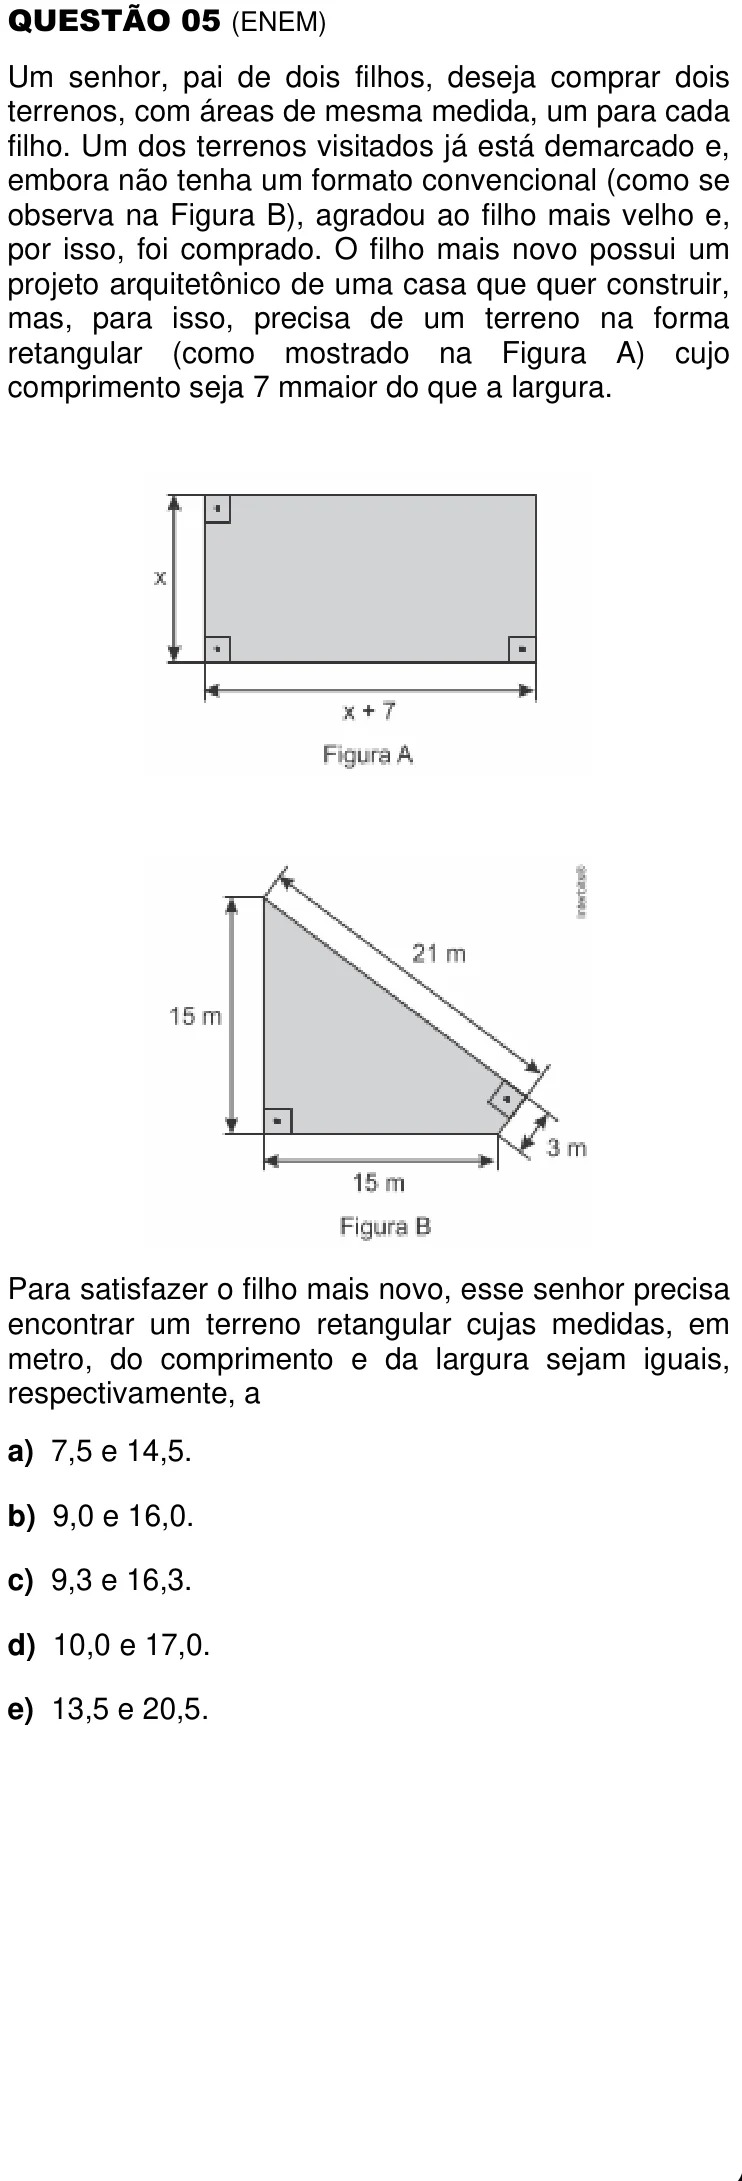 QUESTÃO 05 (ENEM)
Um senhor, pai de dois filhos, deseja comprar dois
terrenos, com áreas de mesma medida, um para cada
filho. Um dos terrenos visitados já está demarcado e,
embora não tenha um formato convencional (como se
observa na Figura B), agradou ao filho mais velho e,
por isso, foi comprado. O filho mais novo possui um
projeto arquitetônico de uma casa que quer construir,
mas, para isso, precisa de um terreno na forma
retangular (como mostrado na Figura A) cujo
comprimento seja 7 mmaior do que a largura.
x
x + 7
Figura A
Interbits®
21 m
15 m
3 m
15 m
Figura B
Para satisfazer o filho mais novo, esse senhor precisa
encontrar um terreno retangular cujas medidas, em
metro, do comprimento e da largura sejam iguais,
respectivamente, a
a) 7,5 e 14,5.
b) 9,0 e 16,0.
c) 9,3 e 16,3.
d) 10,0 e 17,0.
e) 13,5 e 20,5.